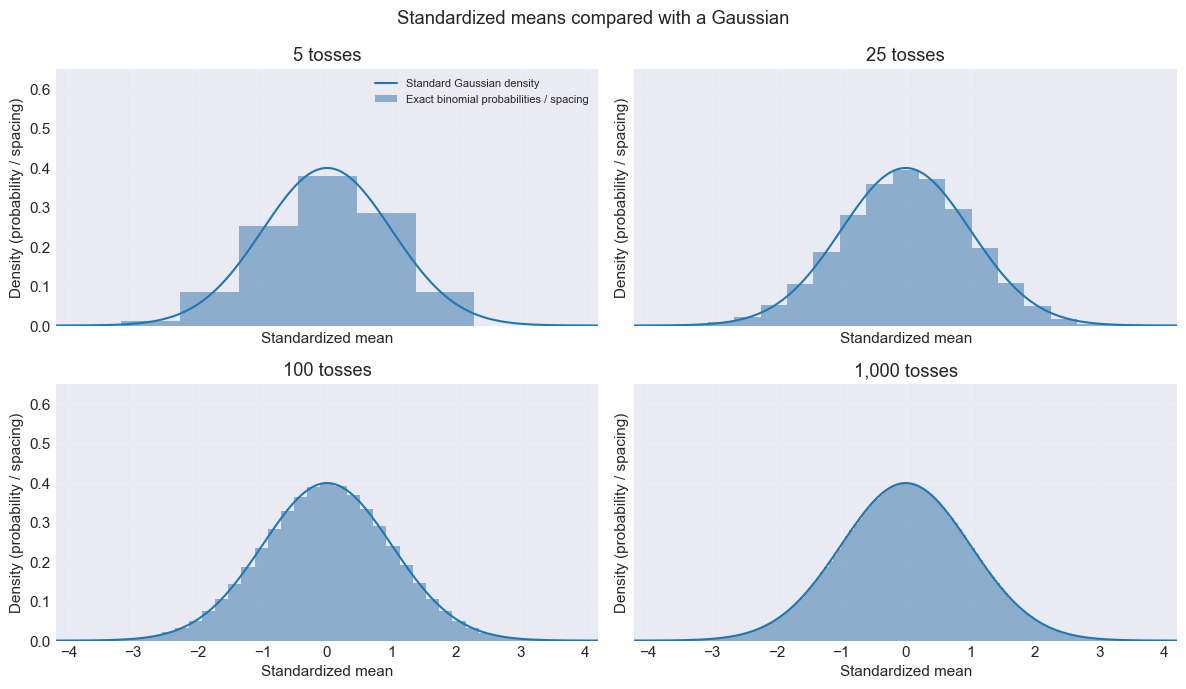 Standardized means compared with a Gaussian
5 tosses
Standard Gaussian density
Exact binomial probabilities / spacing
Density (probability / spacing)
0.6
0.5
0.4
0.3
0.2
0.1
0.0
Standardized mean
25 tosses
Density (probability / spacing)
Standardized mean
100 tosses
Density (probability / spacing)
0.6
0.5
0.4
0.3
0.2
0.1
0.0
−4 −3 −2 −1 0 1 2 3 4
Standardized mean
1,000 tosses
Density (probability / spacing)
−4 −3 −2 −1 0 1 2 3 4
Standardized mean